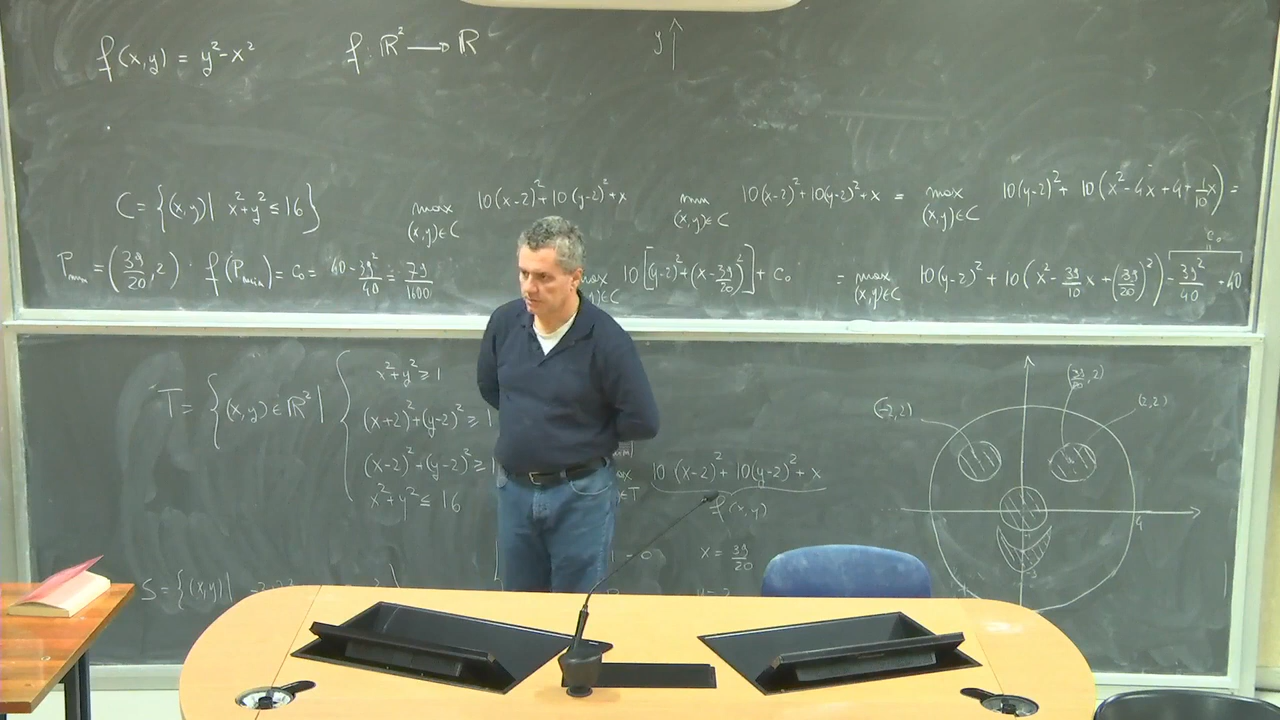 f(x,y) = y²-x² f: ℝ² → ℝ
y
C = {(x,y) | x²+y² ≤ 16} max (x,y)∈C 10(x-2)²+10(y-2)²+x min (x,y)∈C 10(x-2)²+10(y-2)²+x = max (x,y)∈C 10(y-2)²+10(x²-4x+4+1/10 x) =
P_min = (39/20, 2) f(P_min) = c₀ = 40 - 39²/40 = 79/1600 max (x,y)∈C 10[(y-2)²+(x-39/20)²]+c₀ = max (x,y)∈C 10(y-2)²+10(x²-39/10 x+(39/20)²)-39²/40+40
c₀
T = {(x,y)∈ℝ² | x²+y² ≥ 1
(x+2)²+(y-2)² ≥ 1
(x-2)²+(y-2)² ≥ 1
x²+y² ≤ 16
10(x-2)²+10(y-2)²+x
f(x,y)
x = 39/20
S = {(x,y) |
(-2,2) (39/20, 2) (2,2)
4